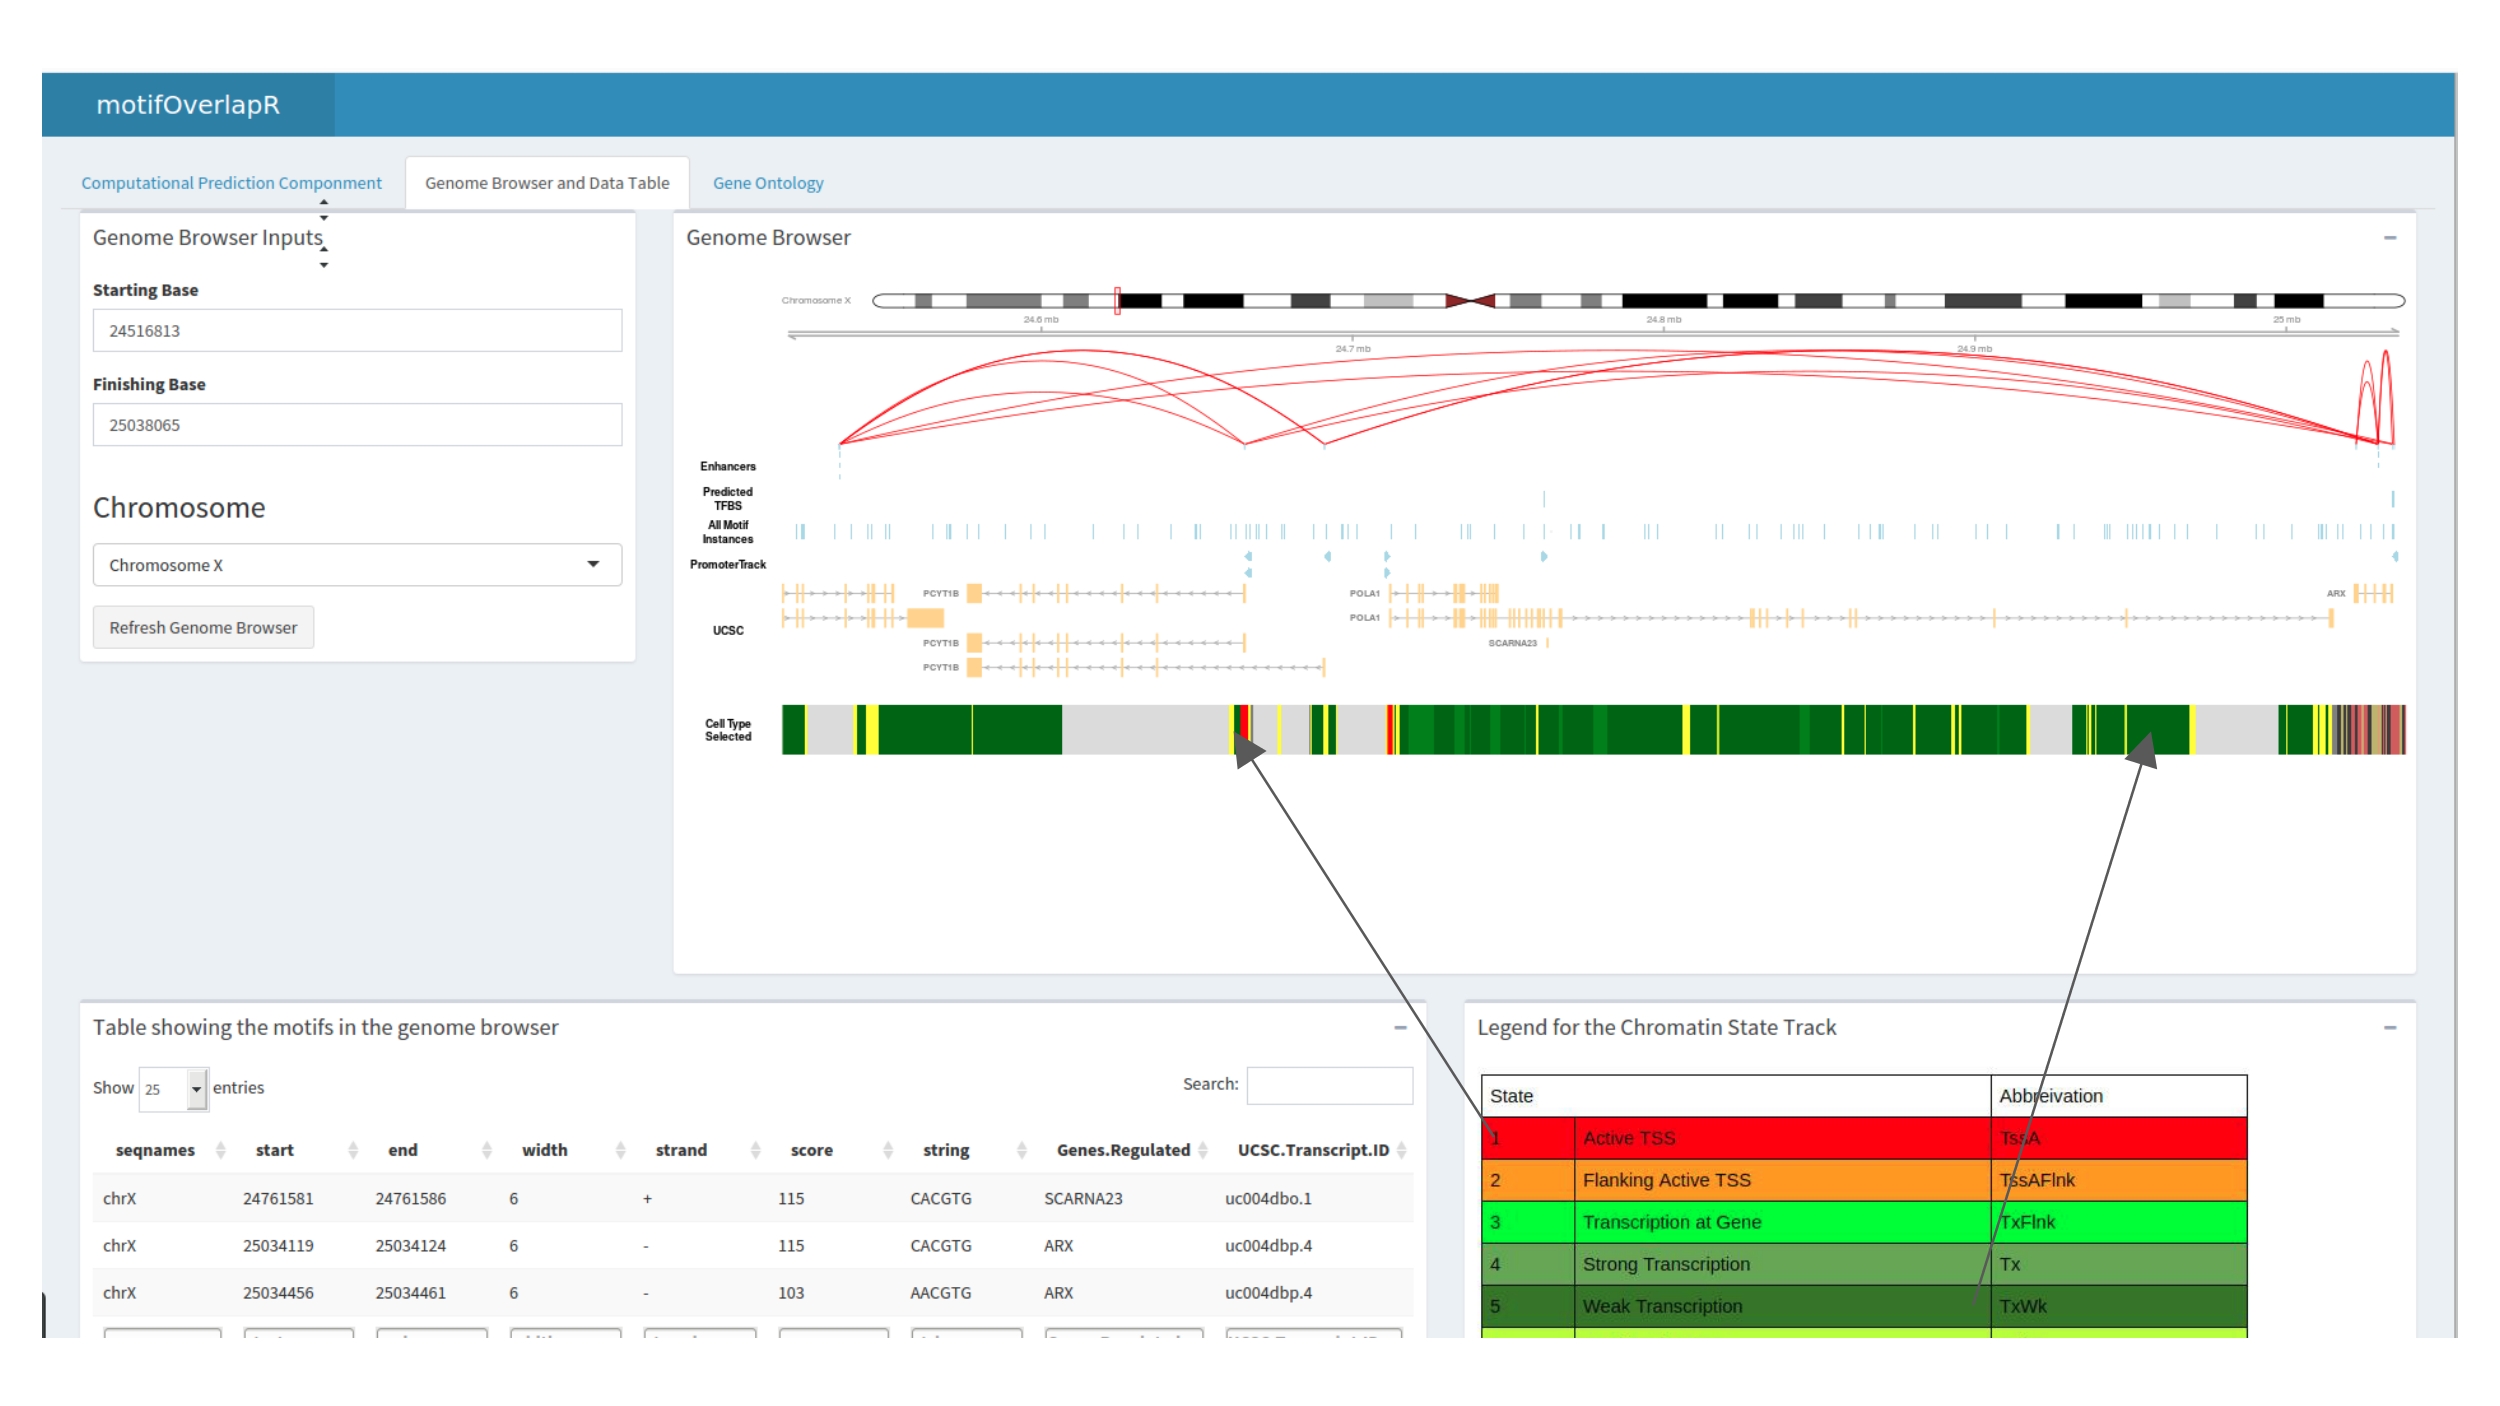 motifOverlapR
Computational Prediction Componment
Genome Browser and Data Table
Gene Ontology
Genome Browser Inputs
Starting Base
24516813
Finishing Base
25038065
Chromosome
Chromosome X
Refresh Genome Browser
Genome Browser
Chromosome X
24.6 mb
24.8 mb
25 mb
24.7 mb
24.9 mb
Enhancers
Predicted
TFBS
All Motif
Instances
PromoterTrack
PCYT1B
POLA1
ARX
POLA1
UCSC
PCYT1B
SCARNA23
PCYT1B
Cell Type
Selected
Table showing the motifs in the genome browser
Show 25 entries
Search:
seqnames start end width strand score string Genes.Regulated UCSC.Transcript.ID
chrX 24761581 24761586 6 + 115 CACGTG SCARNA23 uc004dbo.1
chrX 25034119 25034124 6 - 115 CACGTG ARX uc004dbp.4
chrX 25034456 25034461 6 - 103 AACGTG ARX uc004dbp.4
Legend for the Chromatin State Track
State Abbreivation
1 Active TSS TssA
2 Flanking Active TSS TssAFlnk
3 Transcription at Gene TxFlnk
4 Strong Transcription Tx
5 Weak Transcription TxWk